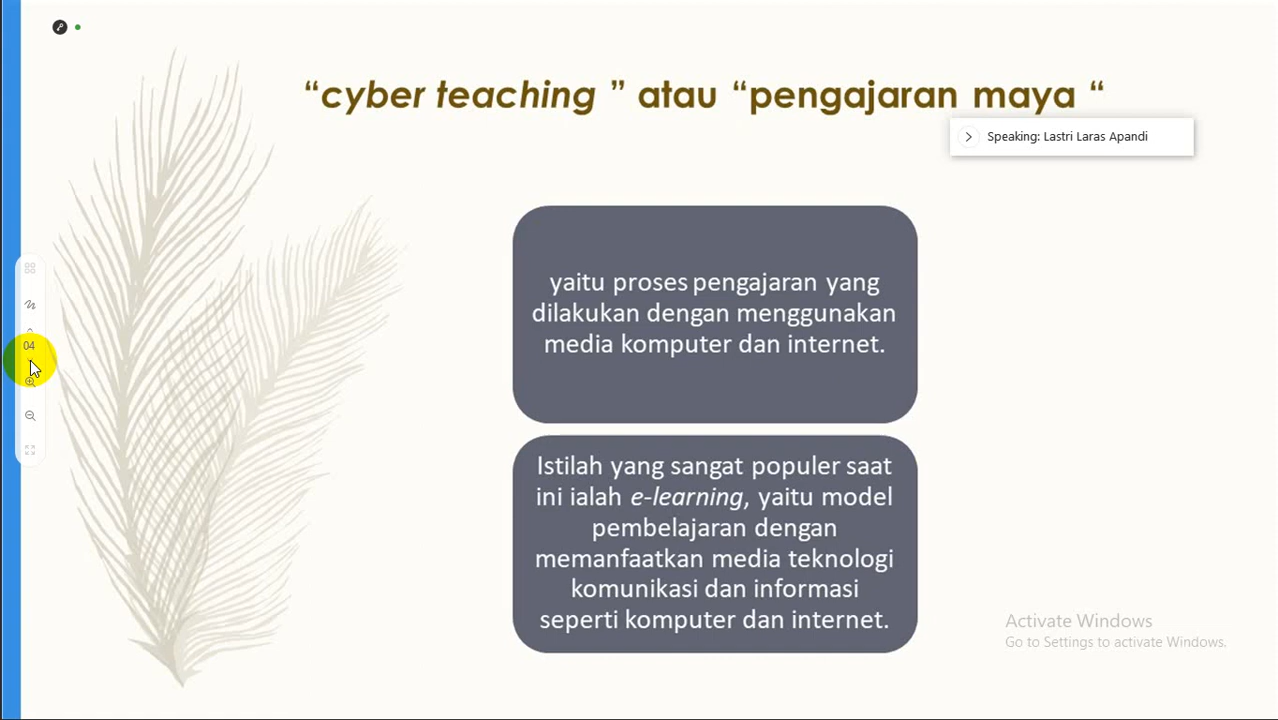 “cyber teaching ” atau “pengajaran maya “
Speaking: Lastri Laras Apandi
yaitu proses pengajaran yang
dilakukan dengan menggunakan
media komputer dan internet.
04
Istilah yang sangat populer saat
ini ialah e-learning, yaitu model
pembelajaran dengan
memanfaatkan media teknologi
komunikasi dan informasi
seperti komputer dan internet.
Activate Windows
Go to Settings to activate Windows.